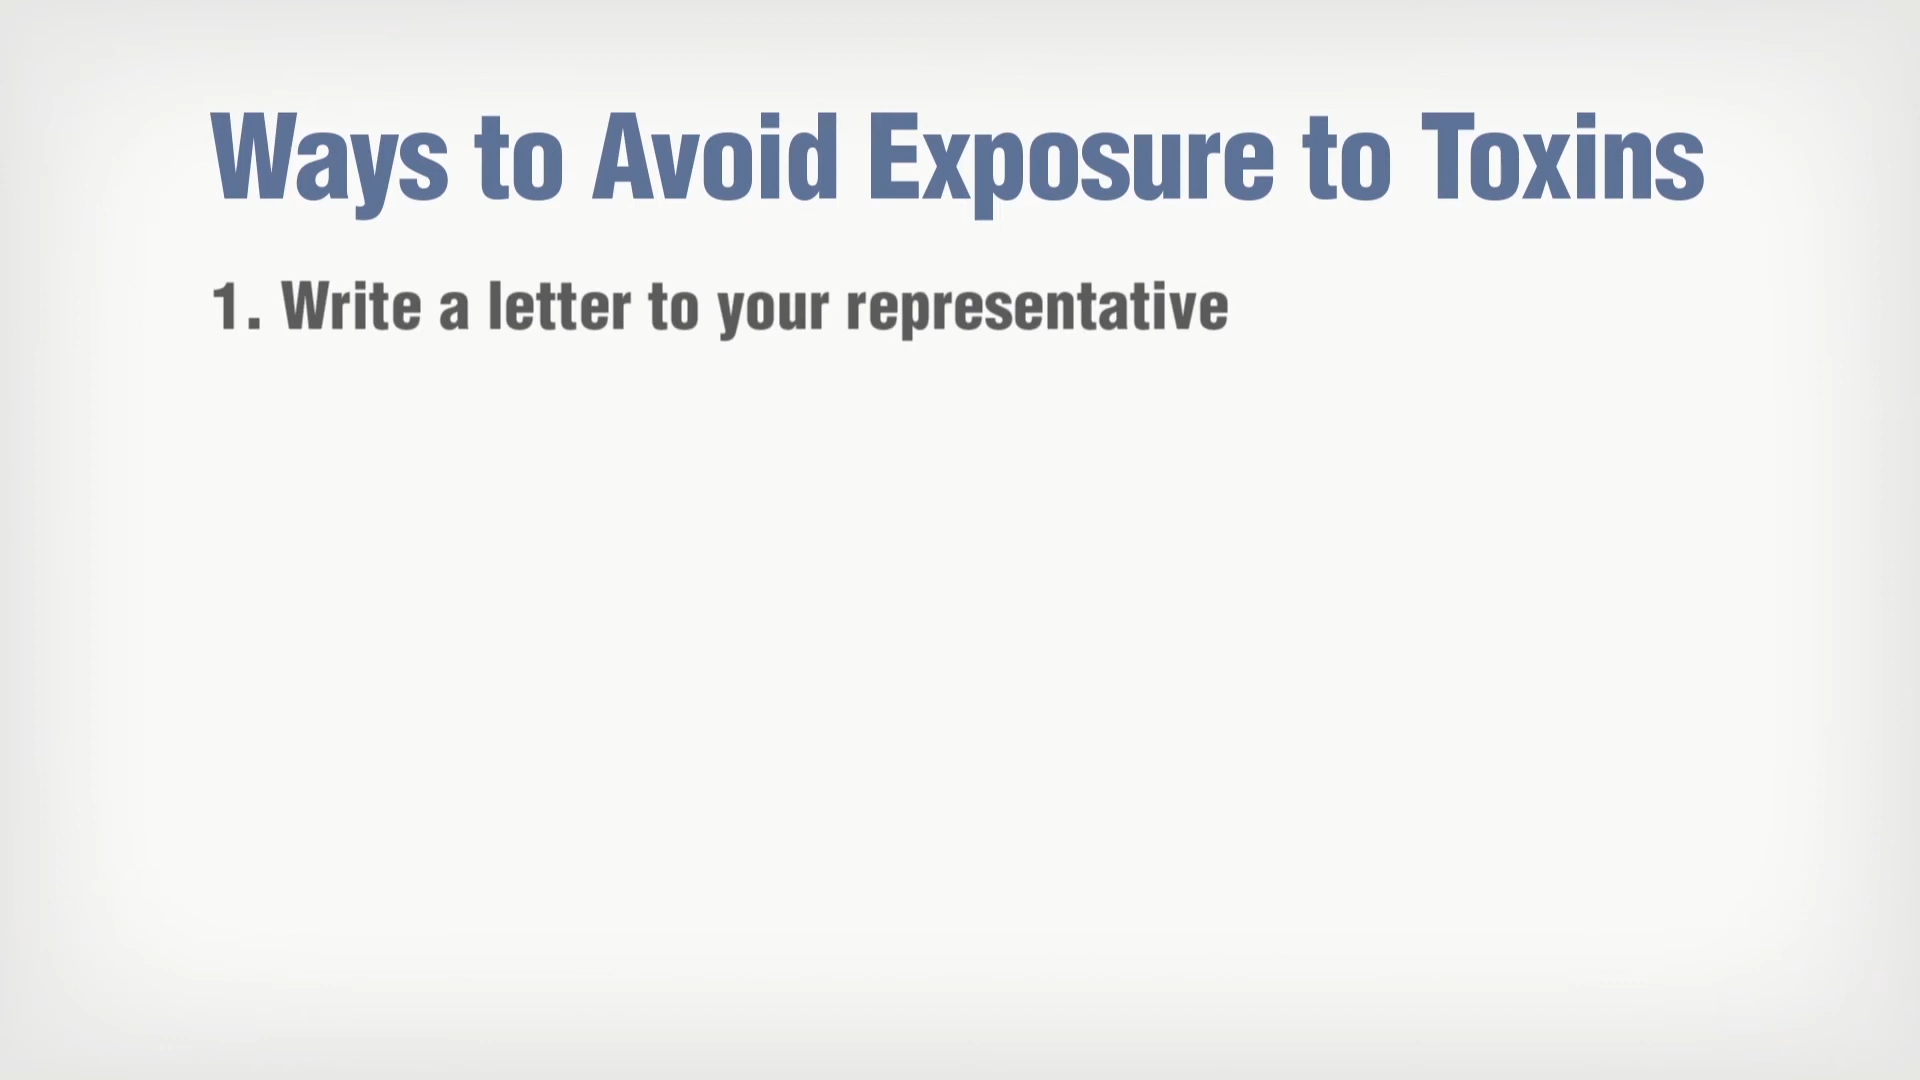 Ways to Avoid Exposure to Toxins
1. Write a letter to your representative